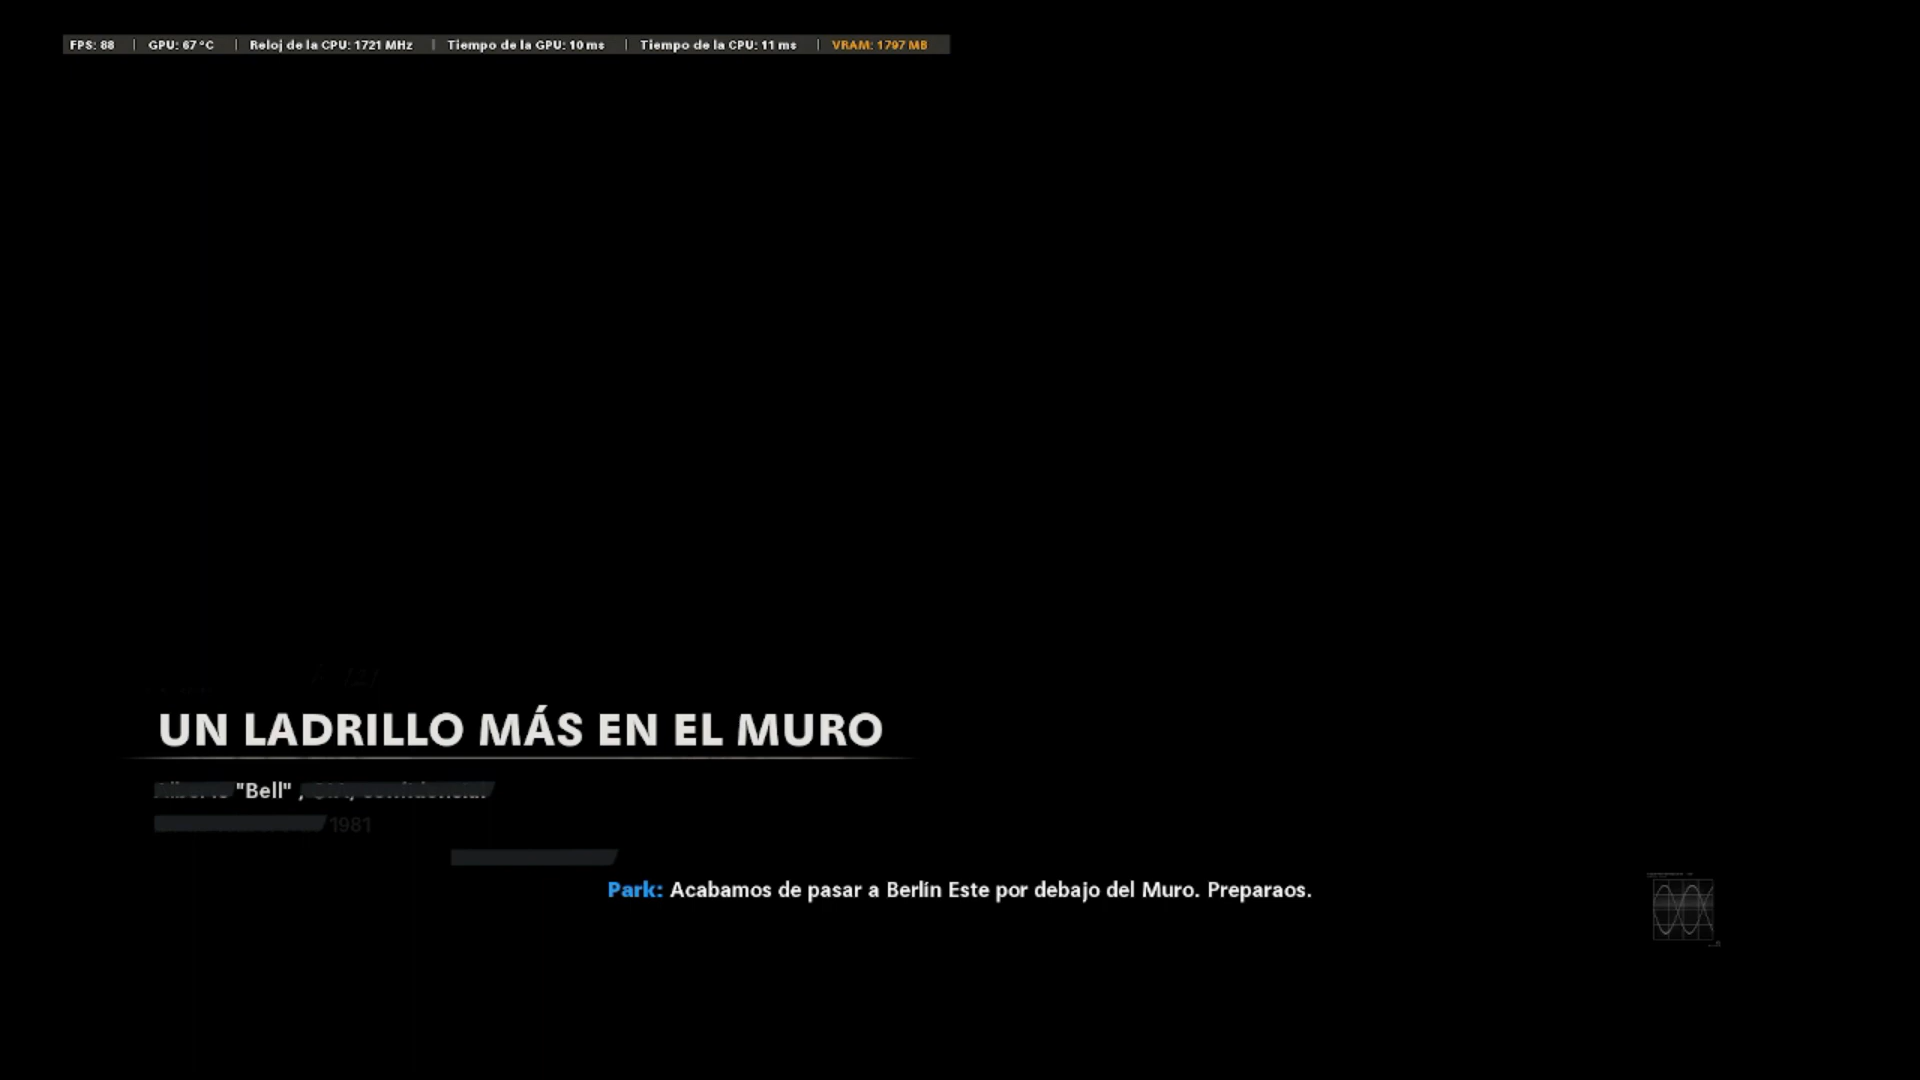 FPS: 88 | GPU: 67 °C | Reloj de la CPU: 1721 MHz | Tiempo de la GPU: 10 ms | Tiempo de la CPU: 11 ms | VRAM: 1797 MB
UN LADRILLO MÁS EN EL MURO
"Bell" ,
1981
Park: Acabamos de pasar a Berlín Este por debajo del Muro. Preparaos.